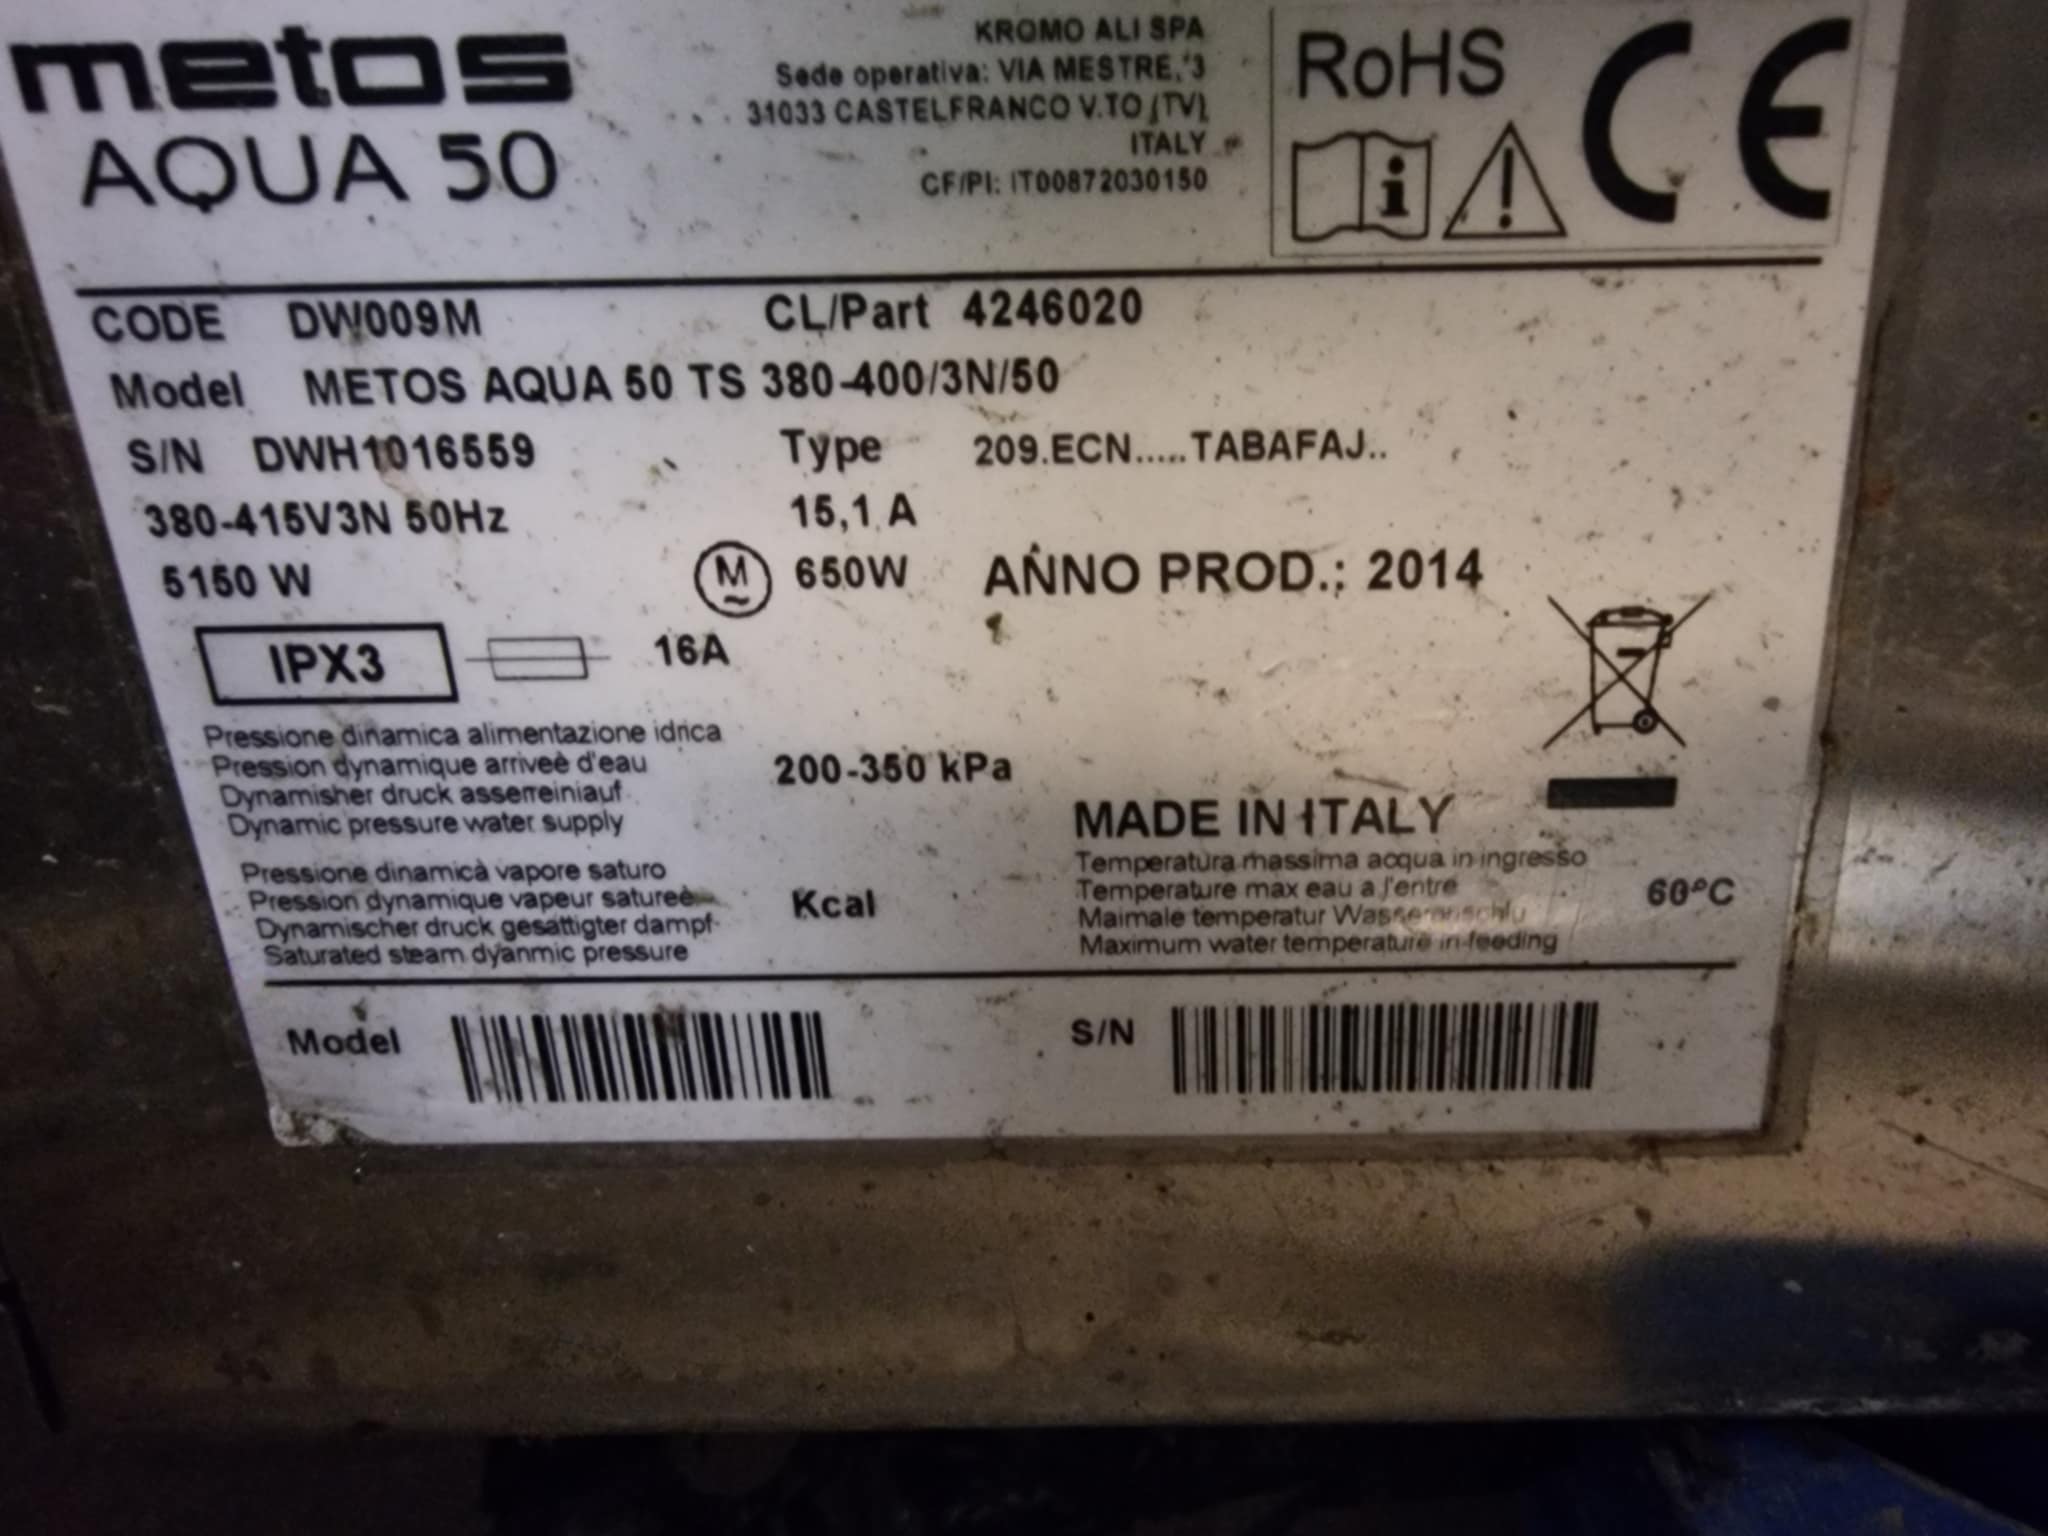 metos
AQUA 50
KROMO ALI SPA
Sede operativa: VIA MESTRE, 3
31033 CASTELFRANCO V.TO (TV)
ITALY
CF/PI: IT00872030150
RoHS
CE
CODE DW009M CL/Part 4246020
Model METOS AQUA 50 TS 380-400/3N/50
S/N DWH1016559 Type 209.ECN.....TABAFAJ..
380-415V3N 50Hz 15,1 A
5150 W M 650W ANNO PROD.: 2014
IPX3 16A
Pressione dinamica alimentazione idrica
Pression dynamique arriveè d'eau
Dynamisher druck asserreiniauf
Dynamic pressure water supply
200-350 kPa
MADE IN ITALY
Pressione dinamica vapore saturo
Pression dynamique vapeur satureè
Dynamischer druck gesättigter dampf
Saturated steam dyanmic pressure
Kcal
Temperatura massima acqua in ingresso
Temperature max eau a l'entre
Maimale temperatur
Maximum water temperature in feeding
60°C
Model
S/N